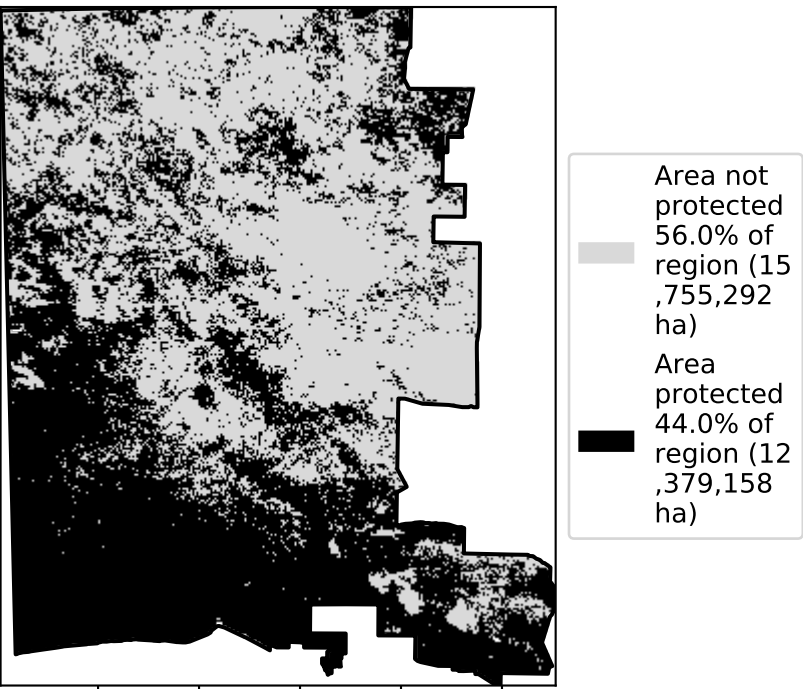 Area not
protected
56.0% of
region (15
,755,292
ha)
Area
protected
44.0% of
region (12
,379,158
ha)